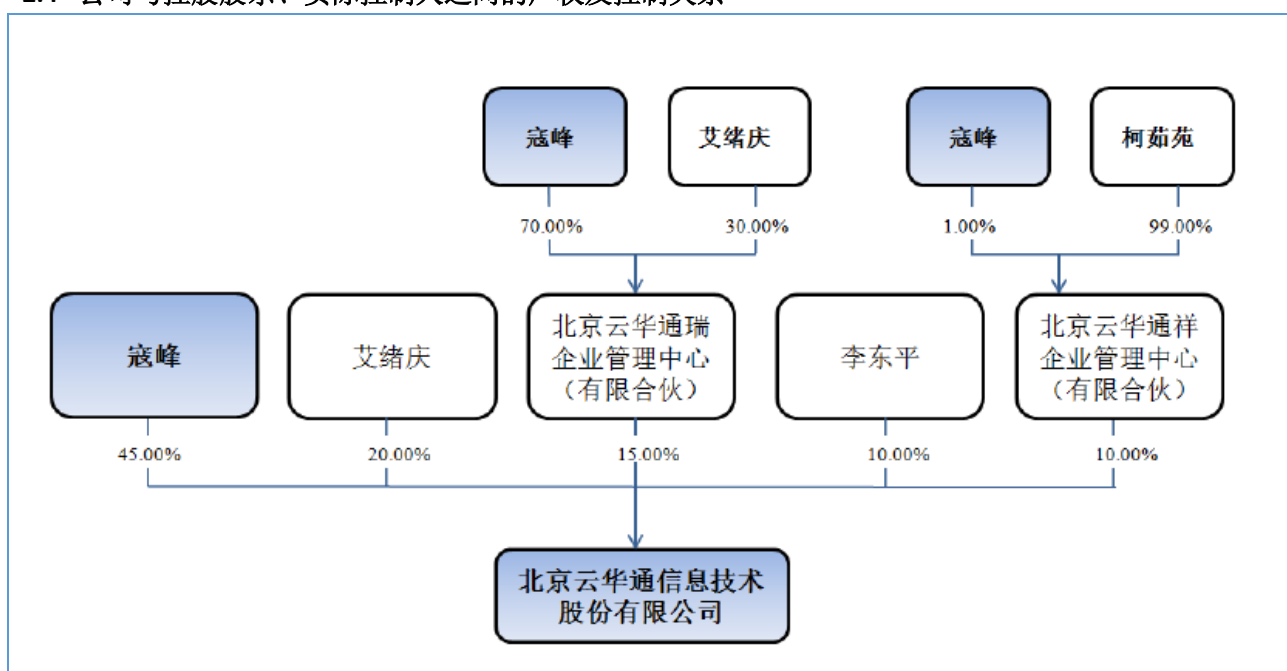 寇峰
艾绪庆
寇峰
柯茹苑
70.00%
30.00%
1.00%
99.00%
寇峰
艾绪庆
北京云华通瑞
企业管理中心
（有限合伙）
李东平
北京云华通祥
企业管理中心
（有限合伙）
45.00%
20.00%
15.00%
10.00%
10.00%
北京云华通信息技术
股份有限公司